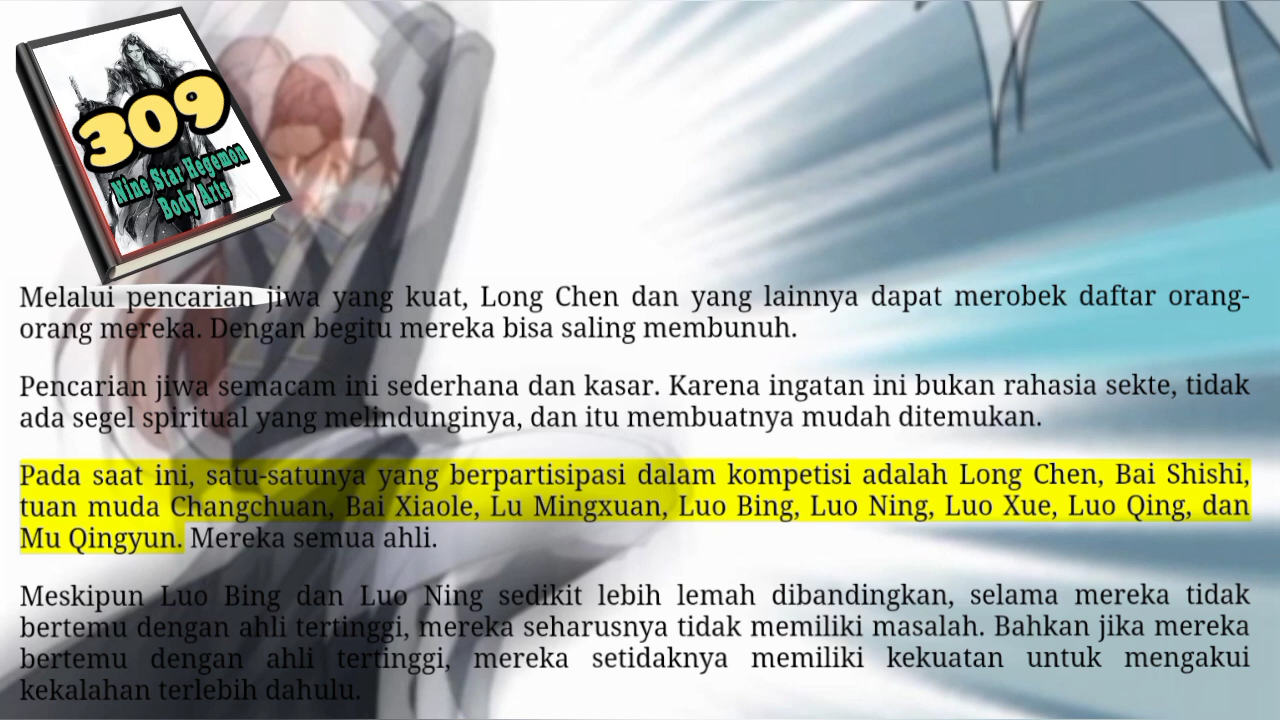 309
Nine Star Hegemon
Body Arts
Melalui pencarian jiwa yang kuat, Long Chen dan yang lainnya dapat merobek daftar orang-
orang mereka. Dengan begitu mereka bisa saling membunuh.
Pencarian jiwa semacam ini sederhana dan kasar. Karena ingatan ini bukan rahasia sekte, tidak
ada segel spiritual yang melindunginya, dan itu membuatnya mudah ditemukan.
Pada saat ini, satu-satunya yang berpartisipasi dalam kompetisi adalah Long Chen, Bai Shishi,
tuan muda Changchuan, Bai Xiaole, Lu Mingxuan, Luo Bing, Luo Ning, Luo Xue, Luo Qing, dan
Mu Qingyun. Mereka semua ahli.
Meskipun Luo Bing dan Luo Ning sedikit lebih lemah dibandingkan, selama mereka tidak
bertemu dengan ahli tertinggi, mereka seharusnya tidak memiliki masalah. Bahkan jika mereka
bertemu dengan ahli tertinggi, mereka setidaknya memiliki kekuatan untuk mengakui
kekalahan terlebih dahulu.